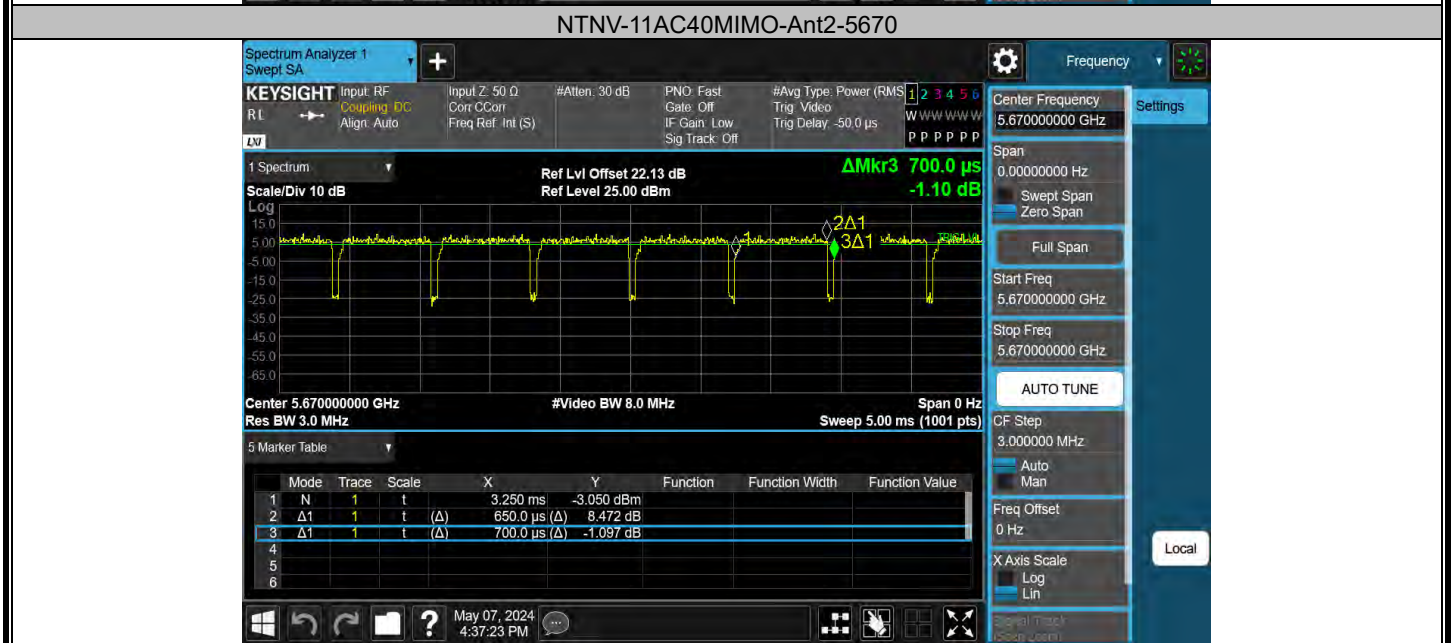 NTNV-11AC40MIMO-Ant2-5670
Spectrum Analyzer 1
Swept SA
+
Frequency
KEYSIGHT
RL
LXI
Input: RF
Coupling: DC
Align: Auto
Input Z: 50 Ω
Corr CCorr
Freq Ref: Int (S)
#Atten: 30 dB
PNO: Fast
Gate: Off
IF Gain: Low
Sig Track: Off
#Avg Type: Power (RMS
Trig: Video
Trig Delay: -50.0 µs
1 2 3 4 5 6
W W W W W W
P P P P P P
Center Frequency
5.670000000 GHz
Settings
Span
0.00000000 Hz
Swept Span
Zero Span
Full Span
Start Freq
5.670000000 GHz
Stop Freq
5.670000000 GHz
AUTO TUNE
CF Step
3.000000 MHz
Auto
Man
Freq Offset
0 Hz
X Axis Scale
Log
Lin
Local
1 Spectrum
Scale/Div 10 dB
Ref Lvl Offset 22.13 dB
Ref Level 25.00 dBm
ΔMkr3 700.0 µs
-1.10 dB
Log
15.0
5.00
-5.00
-15.0
-25.0
-35.0
-45.0
-55.0
-65.0
1
2Δ1
3Δ1
Center 5.670000000 GHz
#Video BW 8.0 MHz
Span 0 Hz
Res BW 3.0 MHz
Sweep 5.00 ms (1001 pts)
5 Marker Table
Mode Trace Scale X Y Function Function Width Function Value
1 N 1 t 3.250 ms -3.050 dBm
2 Δ1 1 t (Δ) 650.0 µs (Δ) 8.472 dB
3 Δ1 1 t (Δ) 700.0 µs (Δ) -1.097 dB
4
5
6
?
May 07, 2024
4:37:23 PM